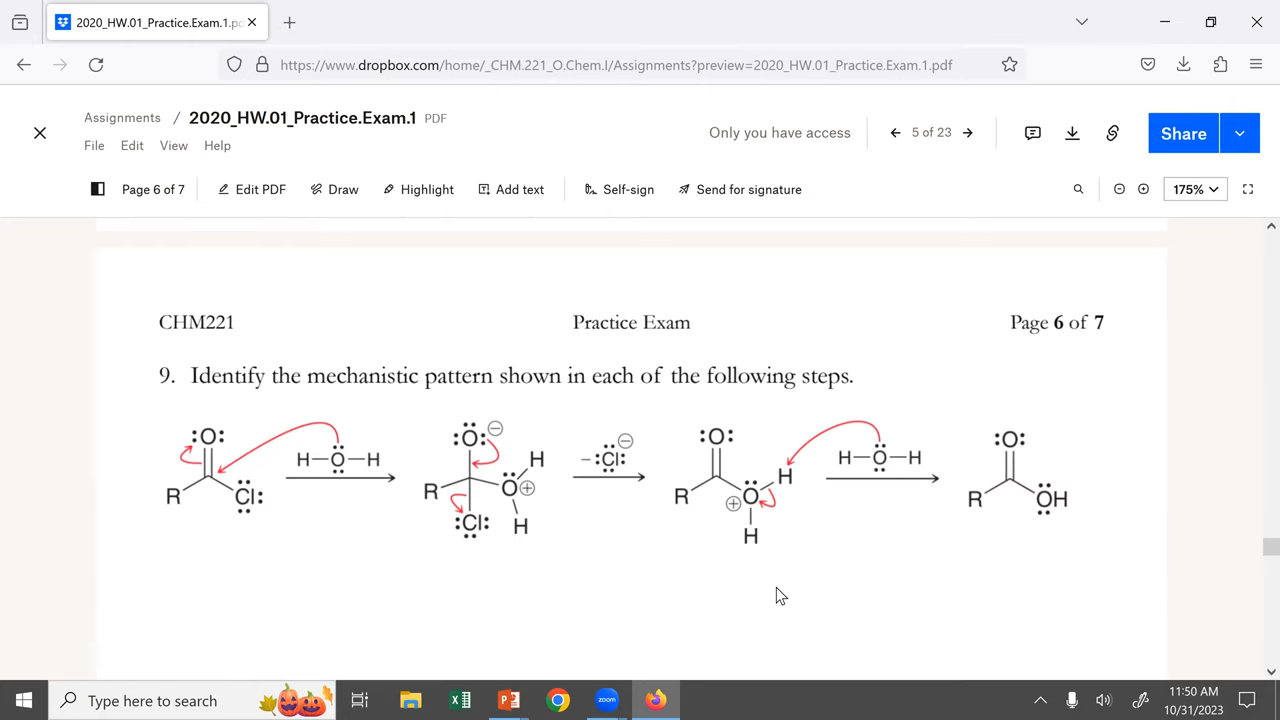 2020_HW.01_Practice.Exam.1.pdf
https://www.dropbox.com/home/_CHM.221_O.Chem.I/Assignments?preview=2020_HW.01_Practice.Exam.1.pdf
Assignments / 2020_HW.01_Practice.Exam.1 PDF
File Edit View Help
Only you have access
5 of 23
Share
Page 6 of 7
Edit PDF
Draw
Highlight
Add text
Self-sign
Send for signature
175%
CHM221
Practice Exam
Page 6 of 7
9. Identify the mechanistic pattern shown in each of the following steps.
:O: R Cl: H–O–H
:O: ⊖ R O ⊕ H H :Cl:
– :Cl: ⊖
:O: R O ⊕ H H H–O–H
:O: R OH
Type here to search
zoom
11:50 AM
10/31/2023